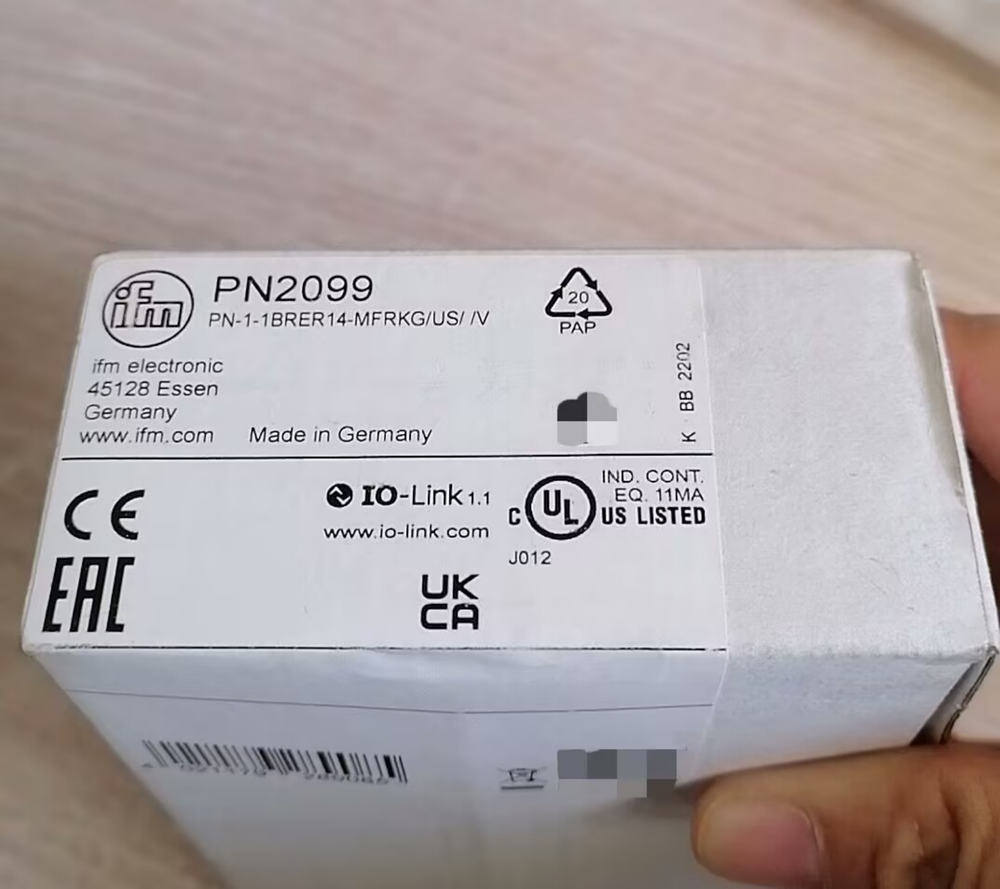 ifm
PN2099
PN-1-1BRER14-MFRKG/US/ /V
20
PAP
ifm electronic
45128 Essen
Germany
www.ifm.com
Made in Germany
K BB 2202
CE
EAC
IO-Link 1.1
www.io-link.com
C UL US LISTED
IND. CONT.
EQ. 11MA
J012
UK
CA